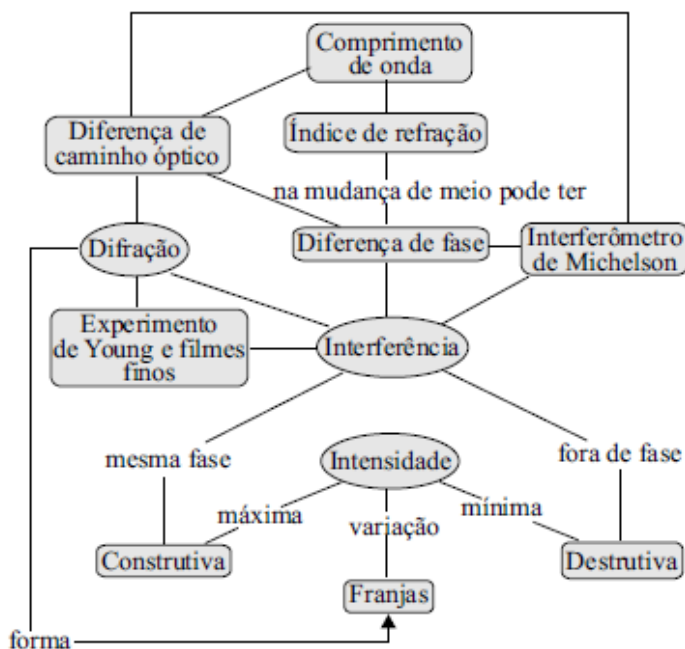 Comprimento
de onda
Diferença de
caminho óptico
Índice de refração
na mudança de meio pode ter
Difração
Diferença de fase
Interferômetro
de Michelson
Experimento
de Young e filmes
finos
Interferência
mesma fase
Intensidade
fora de fase
máxima
variação
mínima
Construtiva
Destrutiva
Franjas
forma